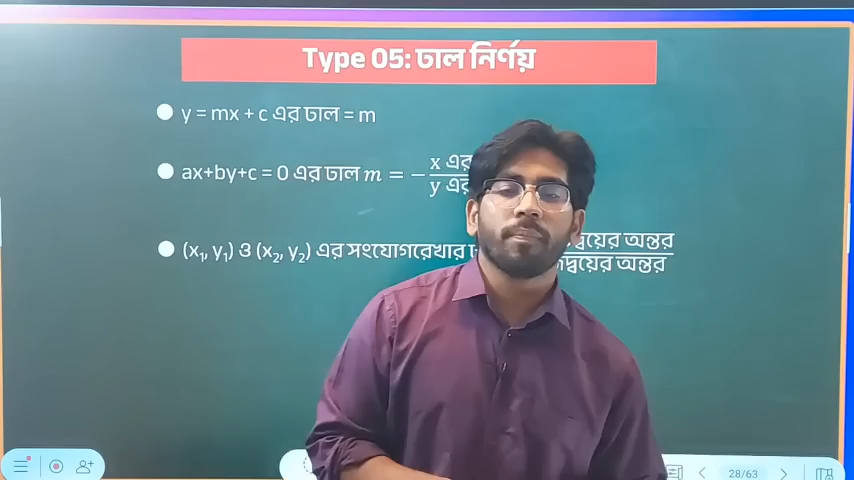 Type 05: ঢাল নির্ণয়
y = mx + c এর ঢাল = m
ax+by+c = 0 এর ঢাল m = − x এর / y এর
(x₁, y₁) ও (x₂, y₂) এর সংযোগরেখার অন্তর / অন্তর
28/63